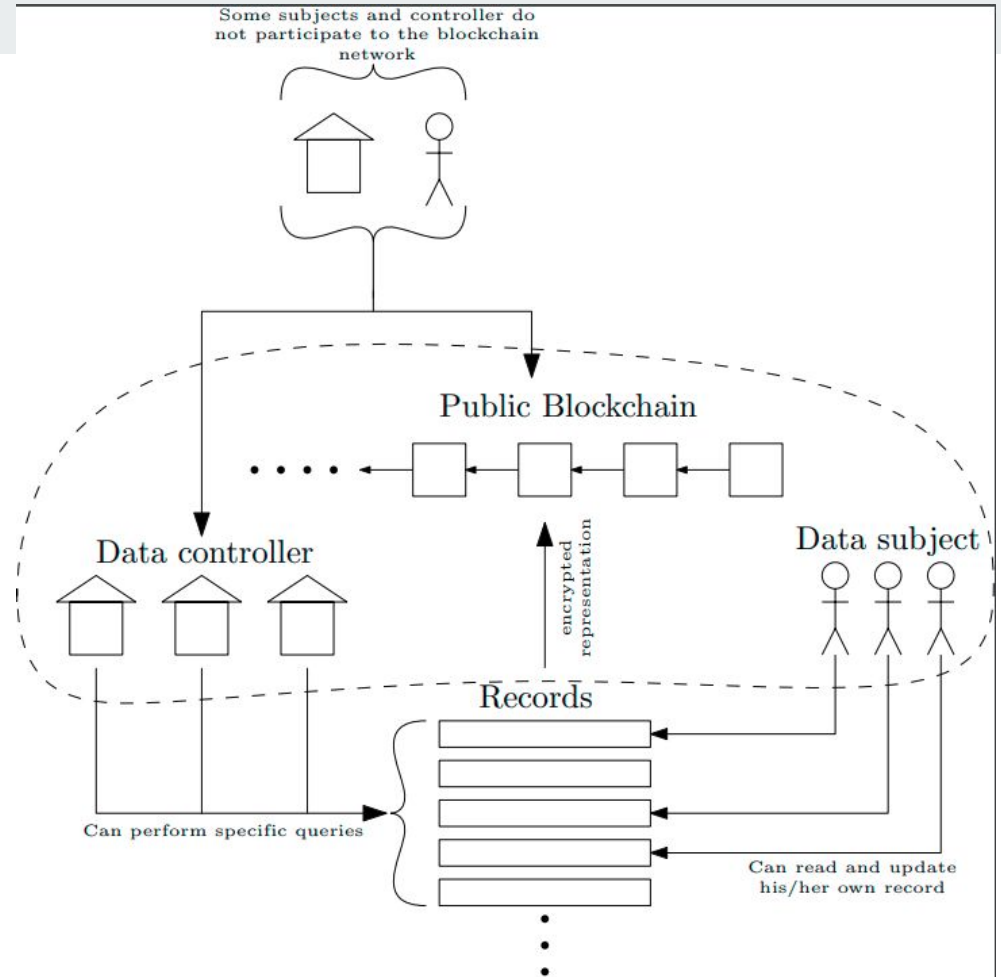 Some subjects and controller do
not participate to the blockchain
network
Public Blockchain
Data controller
Data subject
encrypted
representation
Records
Can perform specific queries
Can read and update
his/her own record